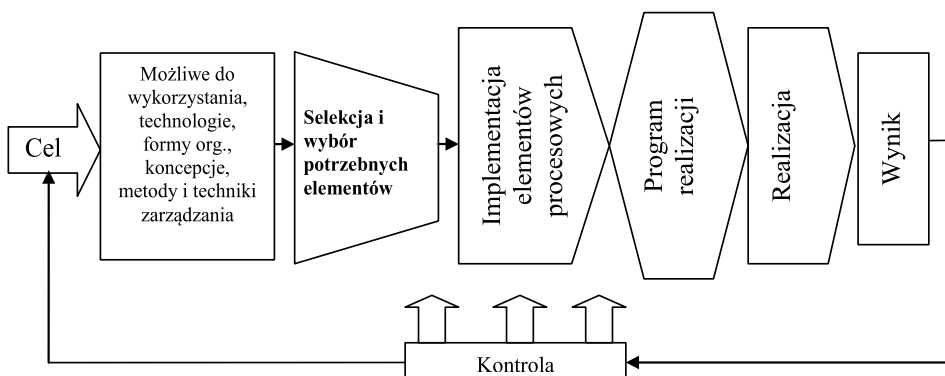 Cel
Możliwe do
wykorzystania,
technologie,
formy org.,
koncepcje,
metody i techniki
zarządzania
Selekcja i
wybór
potrzebnych
elementów
Implementacja
elementów
procesowych
Program
realizacji
Realizacja
Wynik
Kontrola